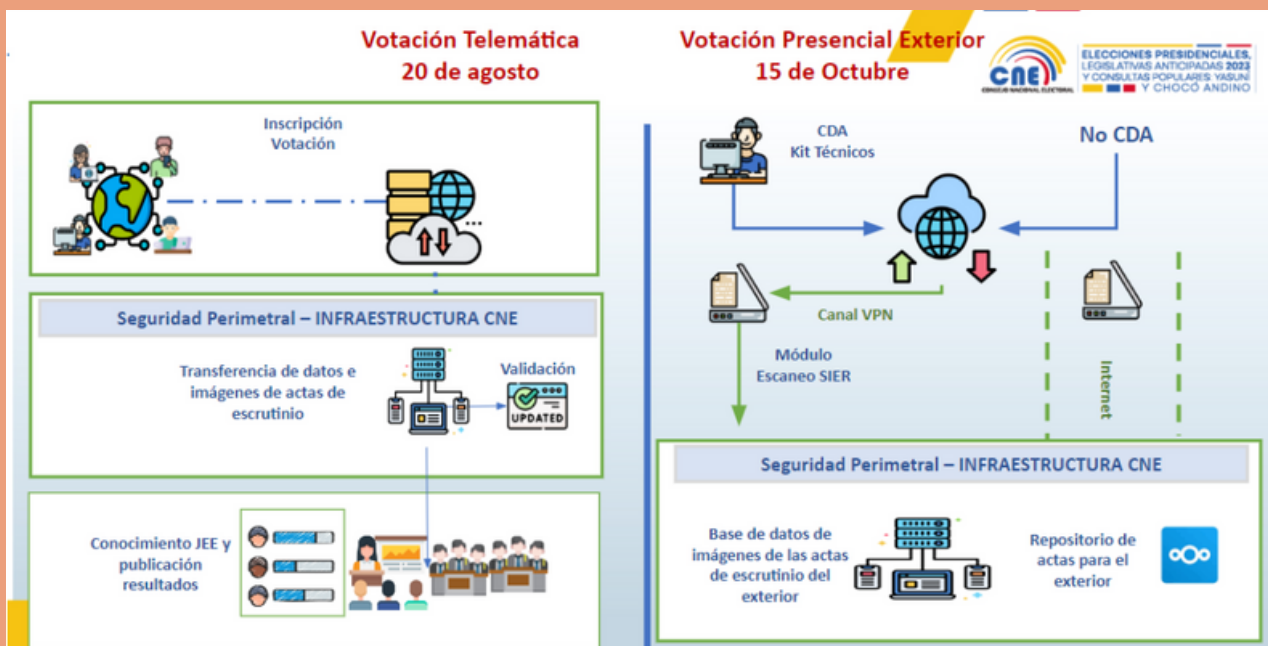 Votación Telemática
20 de agosto
Inscripción
Votación
Seguridad Perimetral – INFRAESTRUCTURA CNE
Transferencia de datos e
imágenes de actas de
escrutinio
Validación
UPDATED
Conocimiento JEE y
publicación
resultados
Votación Presencial Exterior
15 de Octubre
CNE
CONSEJO NACIONAL ELECTORAL
ELECCIONES PRESIDENCIALES,
LEGISLATIVAS ANTICIPADAS 2023
Y CONSULTAS POPULARES: YASUNÍ
Y CHOCÓ ANDINO
CDA
Kit Técnicos
No CDA
Canal VPN
Módulo
Escaneo SIER
Internet
Seguridad Perimetral – INFRAESTRUCTURA CNE
Base de datos de
imágenes de las actas
de escrutinio del
exterior
Repositorio de
actas para el
exterior